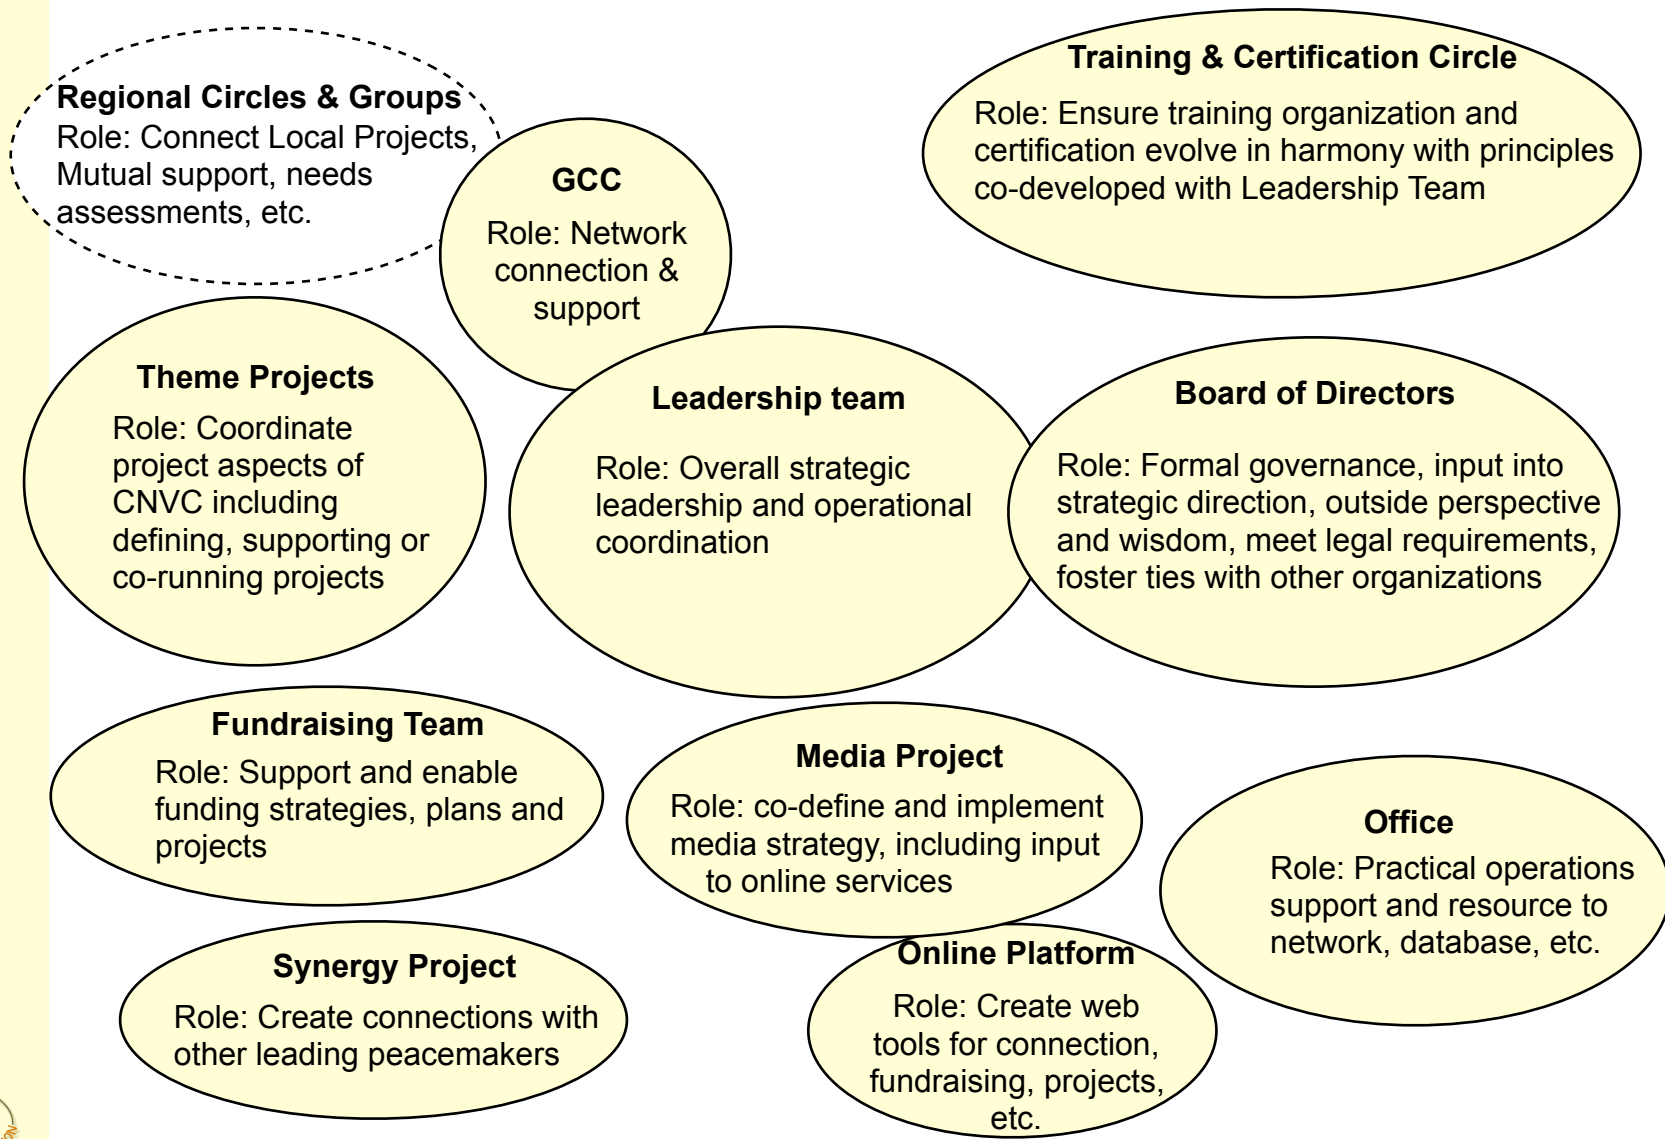 Regional Circles & Groups
Role: Connect Local Projects,
Mutual support, needs
assessments, etc.
GCC
Role: Network
connection &
support
Training & Certification Circle
Role: Ensure training organization and
certification evolve in harmony with principles
co-developed with Leadership Team
Theme Projects
Role: Coordinate
project aspects of
CNVC including
defining, supporting or
co-running projects
Leadership team
Role: Overall strategic
leadership and operational
coordination
Board of Directors
Role: Formal governance, input into
strategic direction, outside perspective
and wisdom, meet legal requirements,
foster ties with other organizations
Fundraising Team
Role: Support and enable
funding strategies, plans and
projects
Media Project
Role: co-define and implement
media strategy, including input
to online services
Office
Role: Practical operations
support and resource to
network, database, etc.
Synergy Project
Role: Create connections with
other leading peacemakers
Online Platform
Role: Create web
tools for connection,
fundraising, projects,
etc.